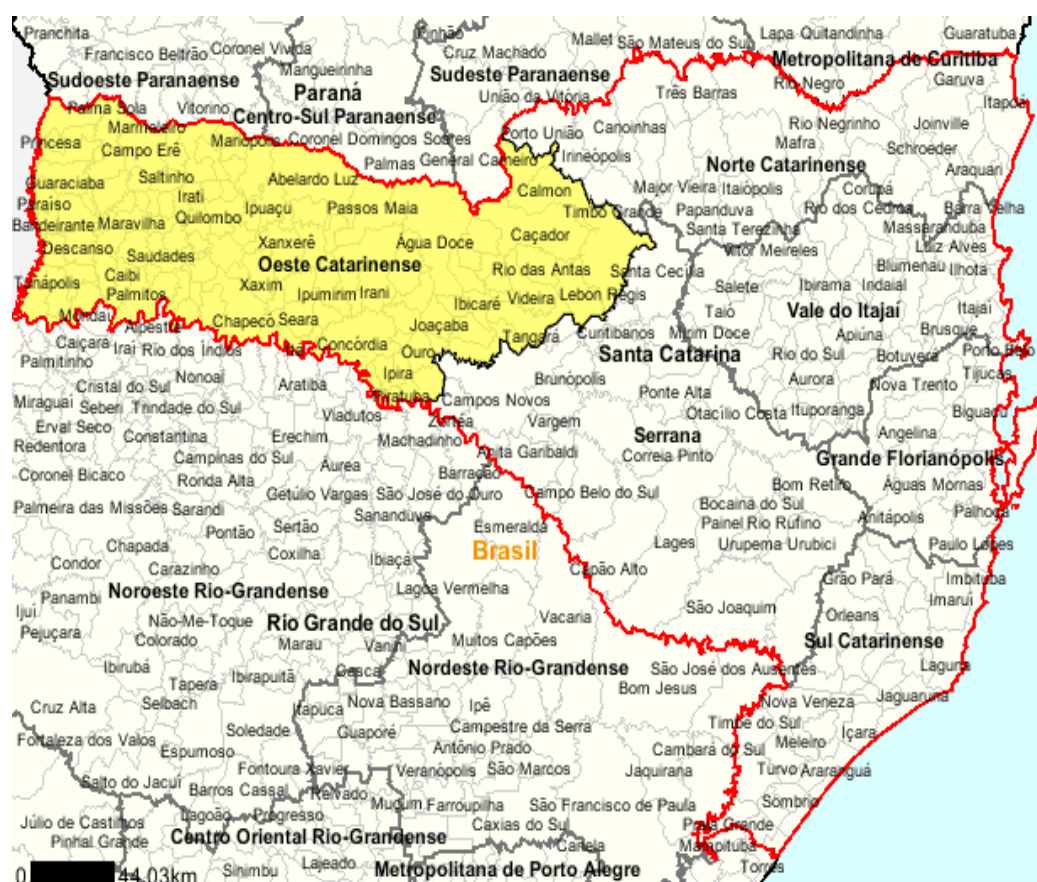 Pranchita
Francisco Beltrão
Coronel Vivida
Pinhão
Cruz Machado
Mallet
São Mateus do Sul
Lapa
Quitandinha
Guaratuba
Mangueirinha
Sudoeste Paranaense
Sudeste Paranaense
Metropolitana de Curitiba
Rio Negro
Garuva
Paraná
União da Vitória
Três Barras
Itapoá
Palma Sola
Vitorino
Centro-Sul Paranaense
Marmeleiro
Princesa
Campo Erê
Mariópolis
Coronel Domingos Soares
Porto União
Canoinhas
Rio Negrinho
Joinville
Mafra
Schroeder
Palmas
General Carneiro
Irineópolis
Norte Catarinense
Araquari
Guaraciaba
Saltinho
Abelardo Luz
Calmon
Major Vieira
Itaiópolis
Corupá
Paraíso
Irati
Ipuaçu
Passos Maia
Timbó Grande
Papanduva
Rio dos Cedros
Barra Velha
Bandeirante
Maravilha
Quilombo
Santa Terezinha
Massaranduba
Descanso
Xanxerê
Água Doce
Caçador
Vitor Meireles
Luiz Alves
Saudades
Oeste Catarinense
Rio das Antas
Santa Cecília
Blumenau
Ilhota
Tunápolis
Caibi
Palmitos
Xaxim
Ipumirim
Irani
Ibicaré
Videira
Lebon Régis
Salete
Ibirama
Indaial
Mondaí
Chapecó
Seara
Taió
Vale do Itajaí
Itajaí
Alpestre
Joaçaba
Tangará
Curitibanos
Mirim Doce
Apiúna
Brusque
Caiçara
Iraí
Rio dos Índios
Itá
Concórdia
Ouro
Santa Catarina
Rio do Sul
Botuverá
Porto Belo
Palmitinho
Nonoai
Ipira
Brunópolis
Aurora
Nova Trento
Tijucas
Cristal do Sul
Aratiba
Piratuba
Ponte Alta
Miraguaí
Seberi
Trindade do Sul
Viadutos
Campos Novos
Otacílio Costa
Ituporanga
Biguaçu
Erval Seco
Zortéa
Vargem
Redentora
Constantina
Erechim
Machadinho
Serrana
Angelina
Campinas do Sul
Áurea
Anita Garibaldi
Correia Pinto
Grande Florianópolis
Coronel Bicaco
Ronda Alta
Barracão
Bom Retiro
Águas Mornas
Getúlio Vargas
São José do Ouro
Campo Belo do Sul
Palmeira das Missões
Sarandi
Sananduva
Bocaina do Sul
Anitápolis
Palhoça
Pontão
Sertão
Esmeralda
Painel
Rio Rufino
Chapada
Coxilha
Ibiaçá
Brasil
Lages
Urupema
Urubici
Paulo Lopes
Condor
Carazinho
Capão Alto
Grão Pará
Imbituba
Panambi
Noroeste Rio-Grandense
Lagoa Vermelha
Imaruí
Ijuí
Não-Me-Toque
Rio Grande do Sul
Vacaria
São Joaquim
Orleans
Pejuçara
Colorado
Marau
Vanini
Muitos Capões
Sul Catarinense
Ibirubá
Ibirapuitã
Casca
Nordeste Rio-Grandense
São José dos Ausentes
Laguna
Tapera
Bom Jesus
Jaguaruna
Cruz Alta
Selbach
Itapuca
Nova Bassano
Ipê
Nova Veneza
Soledade
Guaporé
Campestre da Serra
Timbé do Sul
Içara
Fortaleza dos Valos
Espumoso
Antônio Prado
Cambará do Sul
Meleiro
Fontoura Xavier
Veranópolis
São Marcos
Jaquirana
Turvo
Araranguá
Salto do Jacuí
Barros Cassal
Relvado
Muçum
Farroupilha
São Francisco de Paula
Sombrio
Lagoão
Progresso
Júlio de Castilhos
Centro Oriental Rio-Grandense
Caxias do Sul
Praia Grande
Pinhal Grande
Canela
Mampituba
Lajeado
Sinimbu
Metropolitana de Porto Alegre
Torres
0
44.03km